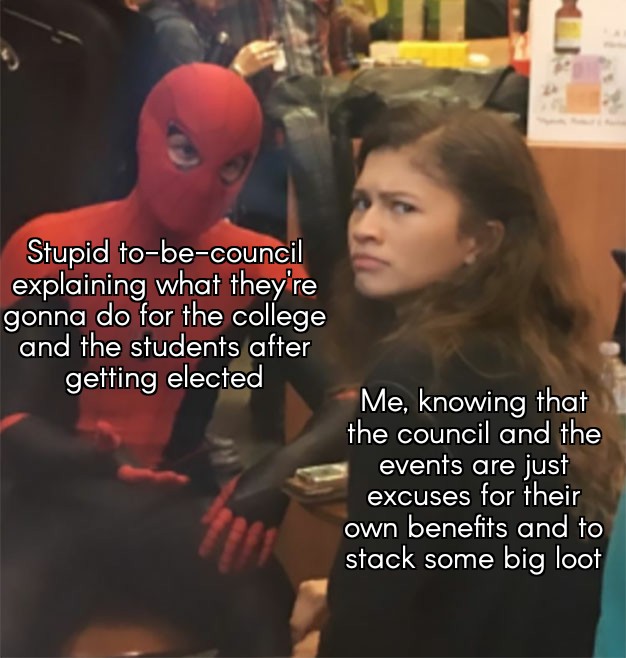 Stupid to-be-council
explaining what they're
gonna do for the college
and the students after
getting elected
Me, knowing that
the council and the
events are just
excuses for their
own benefits and to
stack some big loot